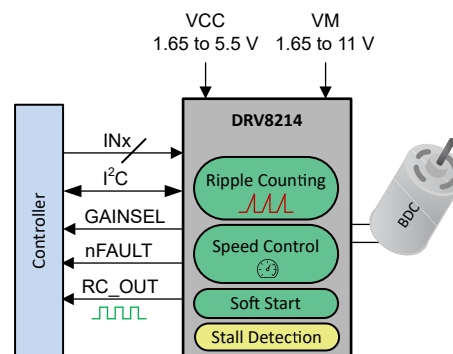 VCC
1.65 to 5.5 V
VM
1.65 to 11 V
Controller
INx
I²C
GAINSEL
nFAULT
RC_OUT
DRV8214
Ripple Counting
Speed Control
Soft Start
Stall Detection
BDC